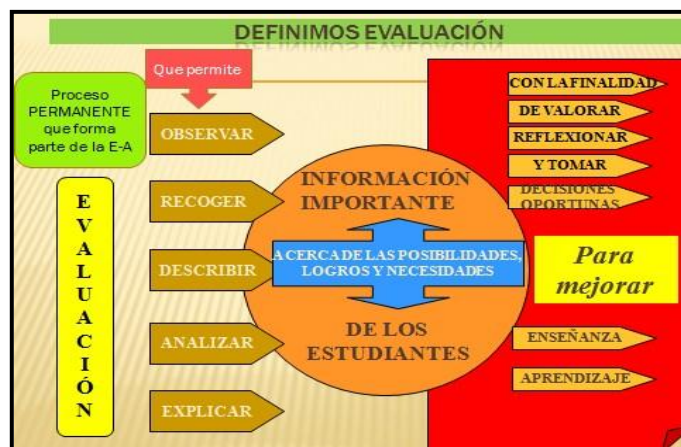 DEFINIMOS EVALUACIÓN
Proceso
PERMANENTE
que forma
parte de la E-A
EVALUACIÓN
Que permite
OBSERVAR
RECOGER
DESCRIBIR
ANALIZAR
EXPLICAR
INFORMACIÓN
IMPORTANTE
A CERCA DE LAS POSIBILIDADES,
LOGROS Y NECESIDADES
DE LOS
ESTUDIANTES
CON LA FINALIDAD
DE VALORAR
REFLEXIONAR
Y TOMAR
DECISIONES
OPORTUNAS
Para
mejorar
ENSEÑANZA
APRENDIZAJE